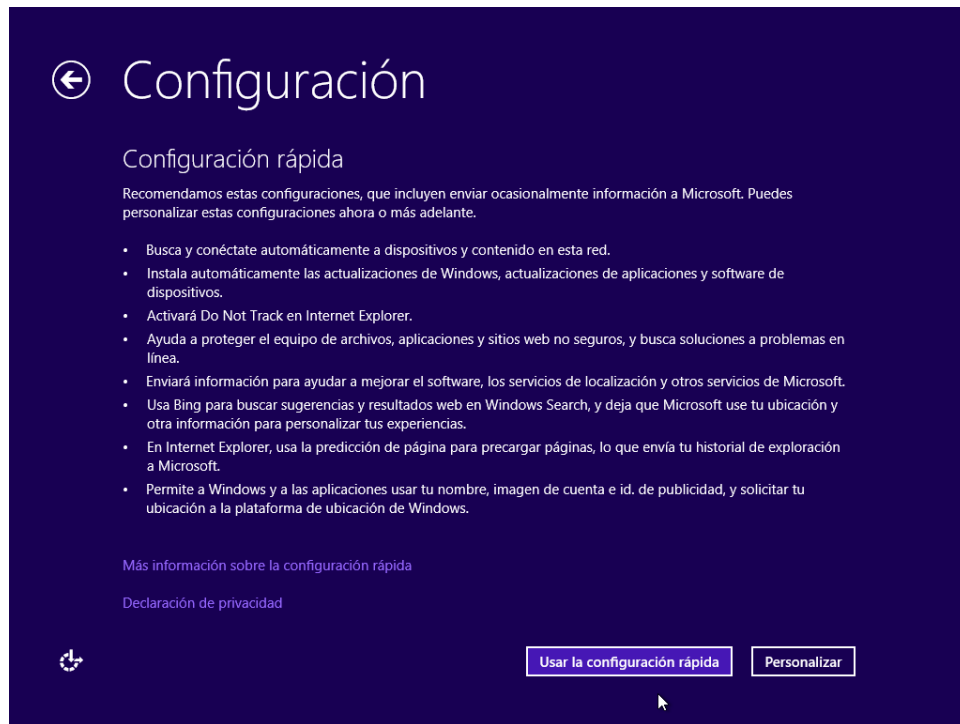 Configuración
Configuración rápida
Recomendamos estas configuraciones, que incluyen enviar ocasionalmente información a Microsoft. Puedes
personalizar estas configuraciones ahora o más adelante.
• Busca y conéctate automáticamente a dispositivos y contenido en esta red.
• Instala automáticamente las actualizaciones de Windows, actualizaciones de aplicaciones y software de
dispositivos.
• Activará Do Not Track en Internet Explorer.
• Ayuda a proteger el equipo de archivos, aplicaciones y sitios web no seguros, y busca soluciones a problemas en
línea.
• Enviará información para ayudar a mejorar el software, los servicios de localización y otros servicios de Microsoft.
• Usa Bing para buscar sugerencias y resultados web en Windows Search, y deja que Microsoft use tu ubicación y
otra información para personalizar tus experiencias.
• En Internet Explorer, usa la predicción de página para precargar páginas, lo que envía tu historial de exploración
a Microsoft.
• Permite a Windows y a las aplicaciones usar tu nombre, imagen de cuenta e id. de publicidad, y solicitar tu
ubicación a la plataforma de ubicación de Windows.
Más información sobre la configuración rápida
Declaración de privacidad
Usar la configuración rápida
Personalizar